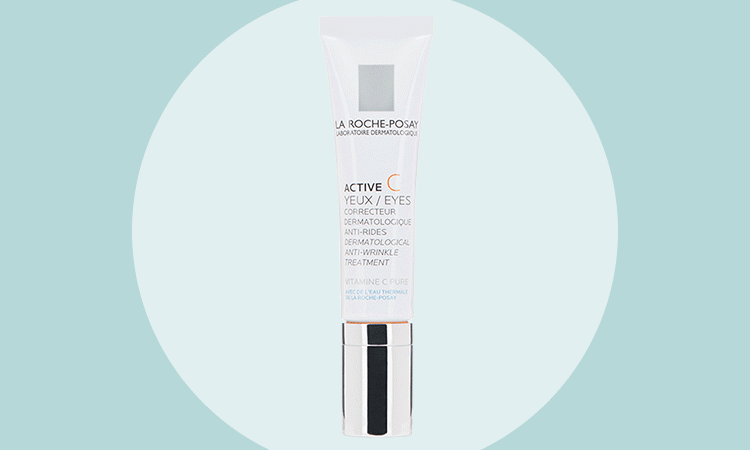 LA ROCHE-POSAY
LABORATOIRE DERMATOLOGIQUE
ACTIVE C
YEUX / EYES
CORRECTEUR
DERMATOLOGIQUE
ANTI-RIDES
DERMATOLOGICAL
ANTI-WRINKLE
TREATMENT
VITAMINE C PURE
AVEC DE L'EAU THERMALE
DE LA ROCHE-POSAY